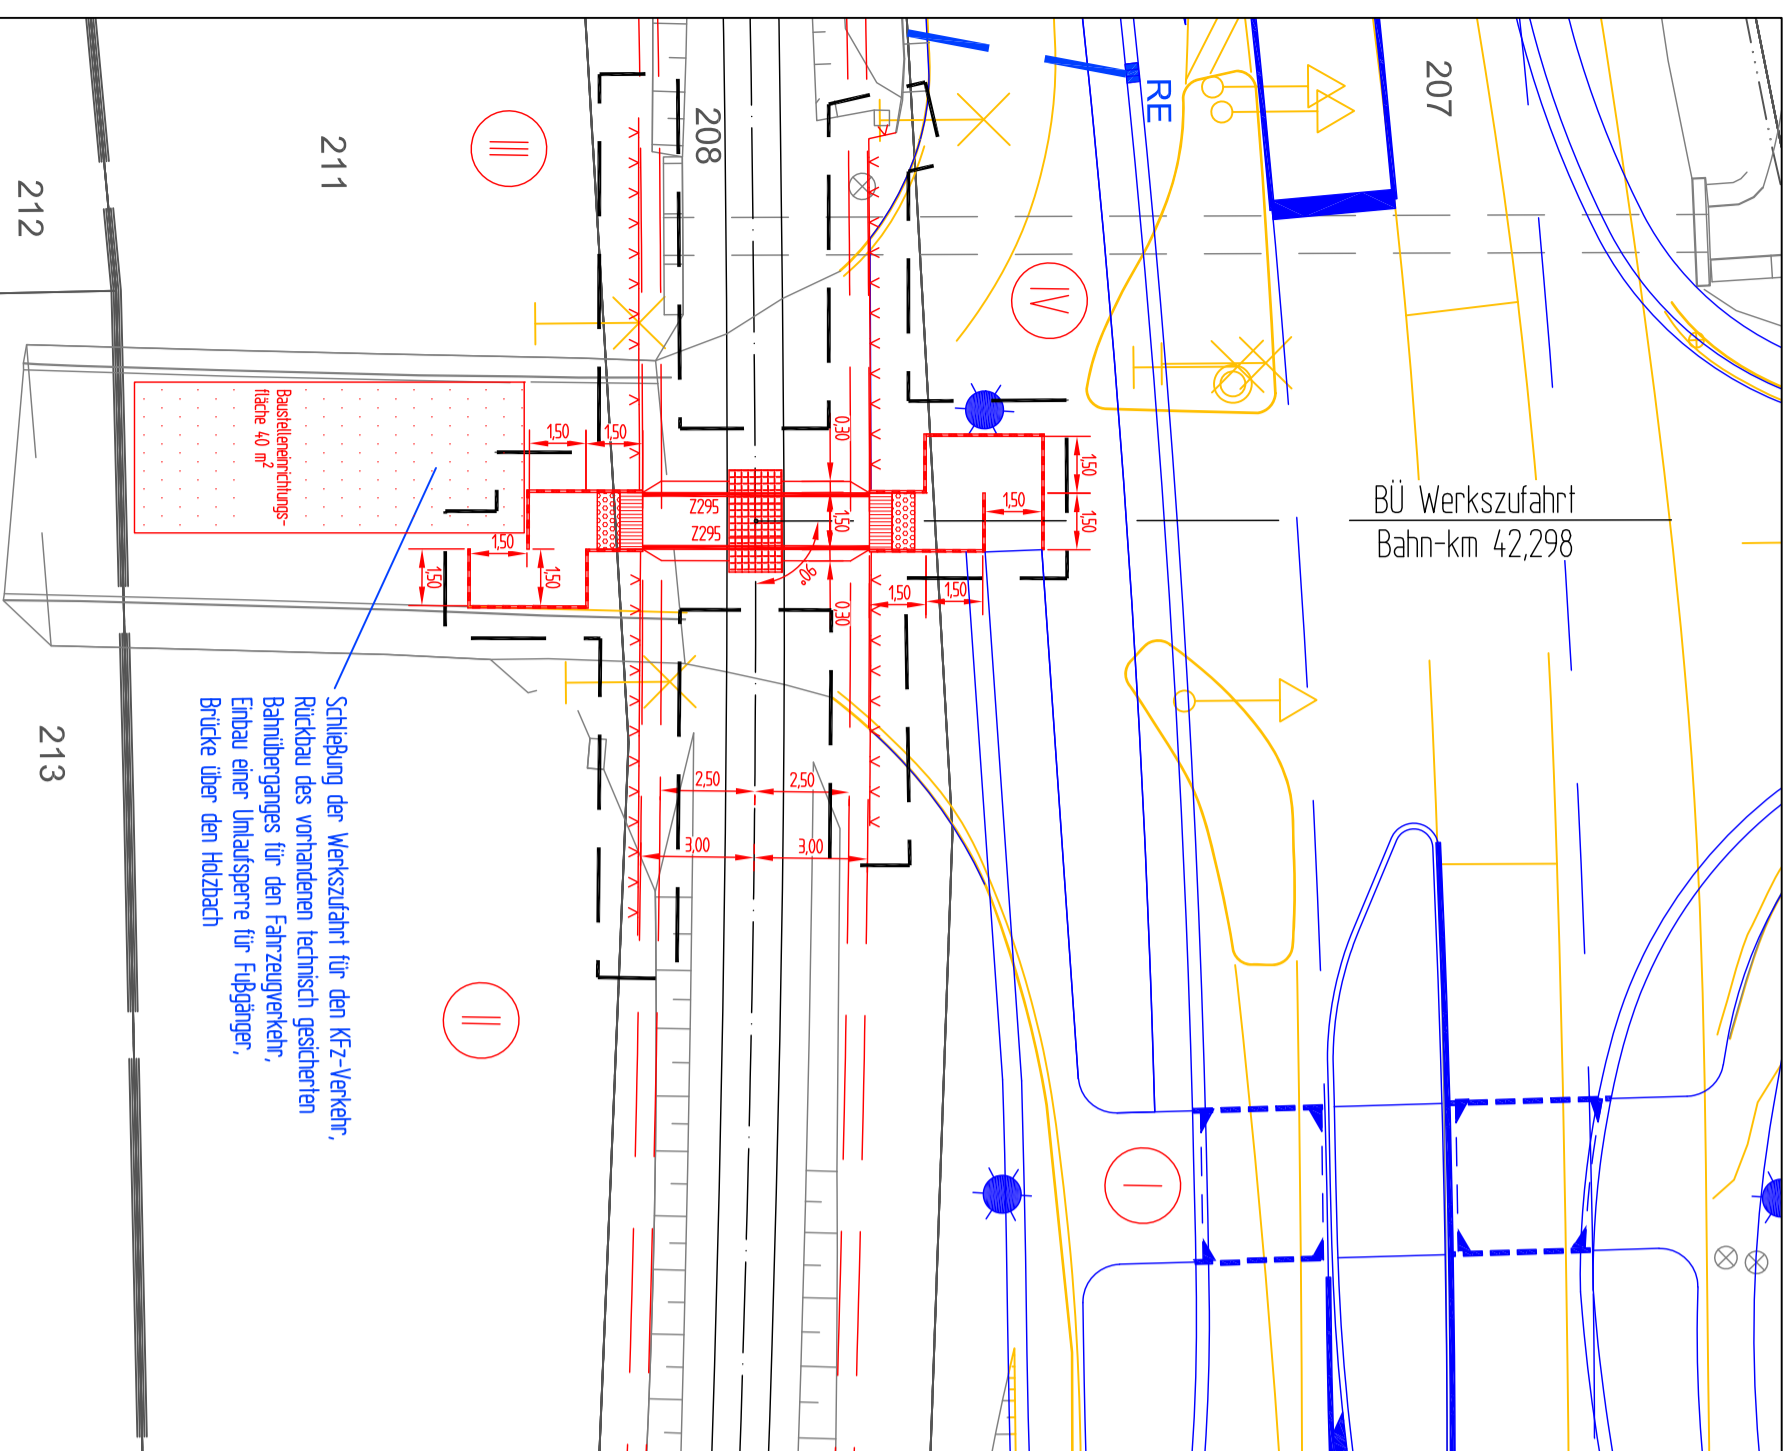 BÜ Werkszufahrt
Bahn-km 42,298
207
RE
208
211
212
213
III
IV
II
I
Baustelleneinrichtungs-
fläche 40 m²
1,50
1,50
1,50
1,50
1,50
0,30
1,50
0,30
Z295
Z295
90°
1,50
1,50
1,50
1,50
1,50
2,50
2,50
3,00
3,00
Schließung der Werkszufahrt für den KFz-Verkehr,
Rückbau des vorhandenen technisch gesicherten
Bahnüberganges für den Fahrzeugverkehr,
Einbau einer Umlaufsperre für Fußgänger,
Brücke über den Holzbach